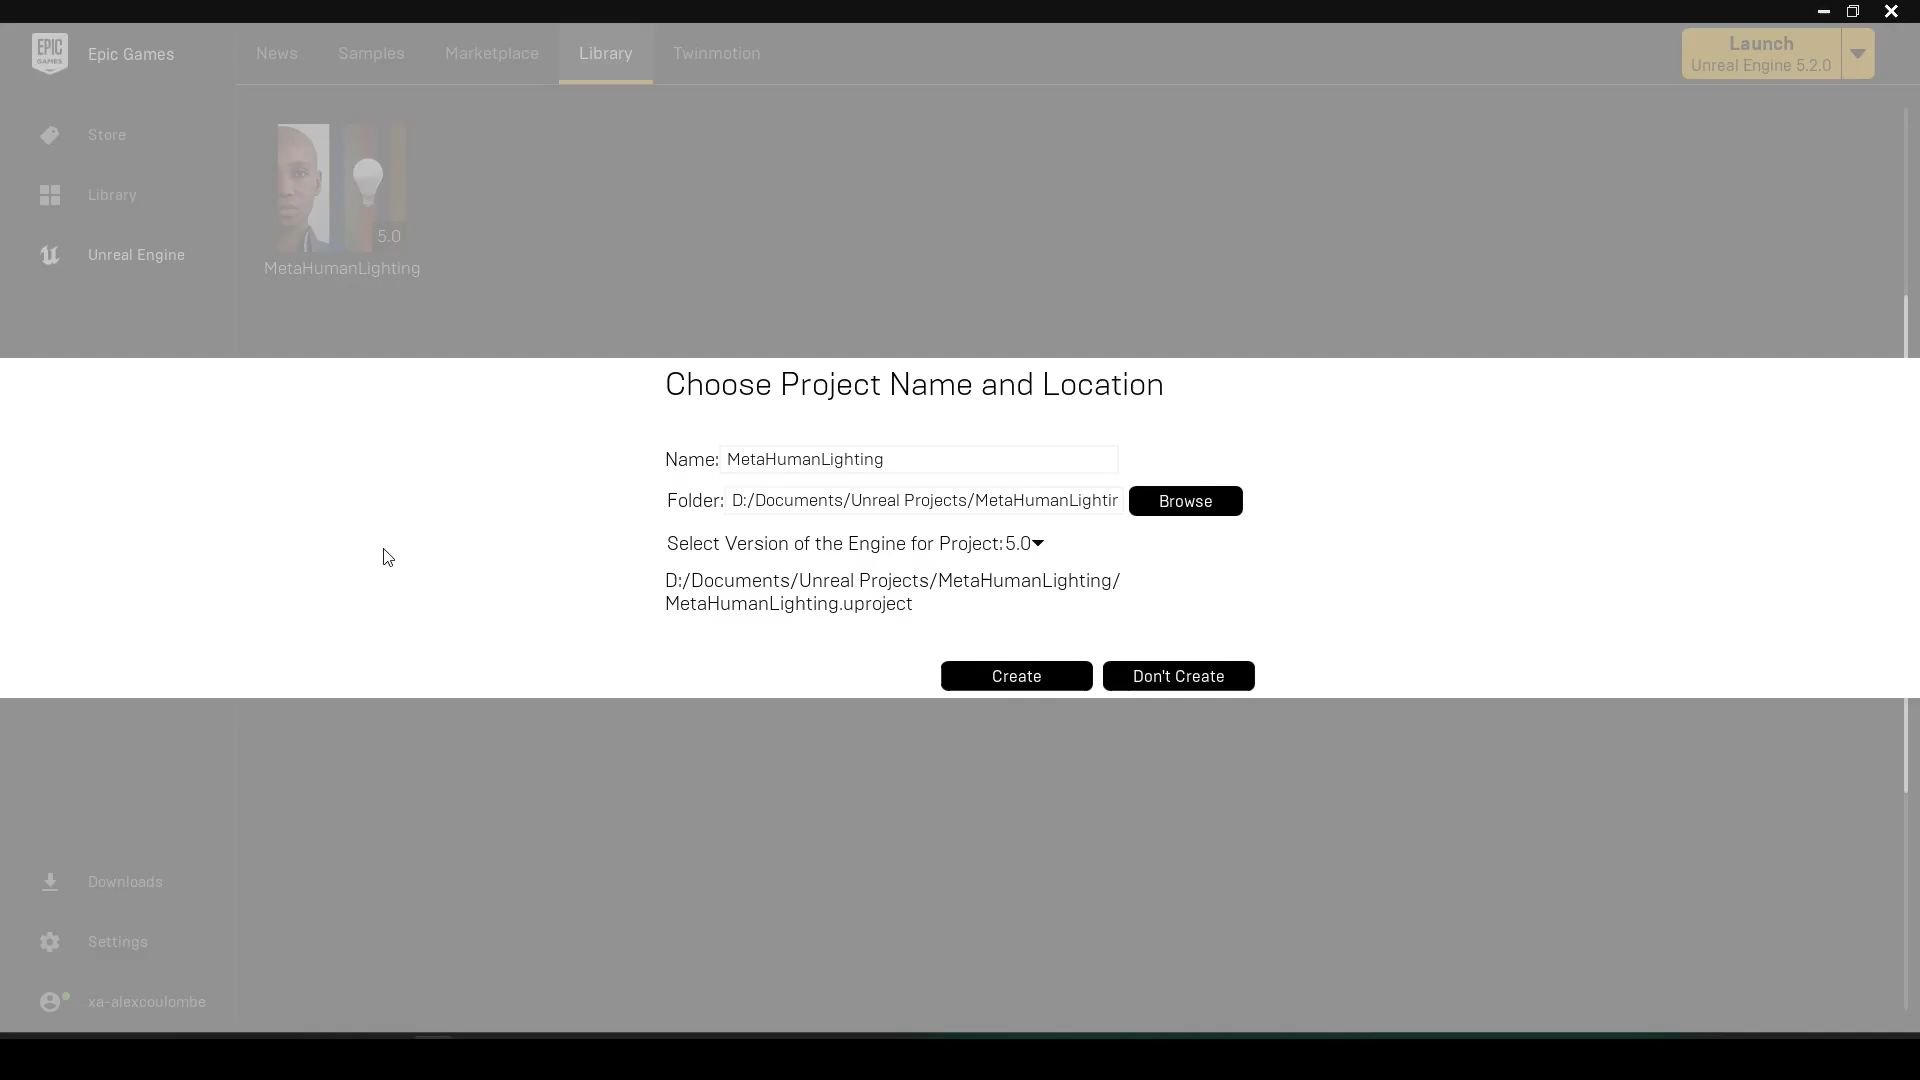 EPIC GAMES
Epic Games
News
Samples
Marketplace
Library
Twinmotion
Launch
Unreal Engine 5.2.0
Store
Library
Unreal Engine
5.0
MetaHumanLighting
Choose Project Name and Location
Name: MetaHumanLighting
Folder: D:/Documents/Unreal Projects/MetaHumanLightin
Browse
Select Version of the Engine for Project: 5.0
D:/Documents/Unreal Projects/MetaHumanLighting/
MetaHumanLighting.uproject
Create
Don't Create
Downloads
Settings
xa-alexcoulombe